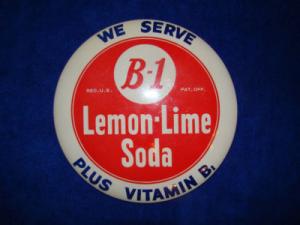 WE SERVE
B-1
REG. U.S. PAT. OFF.
Lemon-Lime
Soda
PLUS VITAMIN B₁